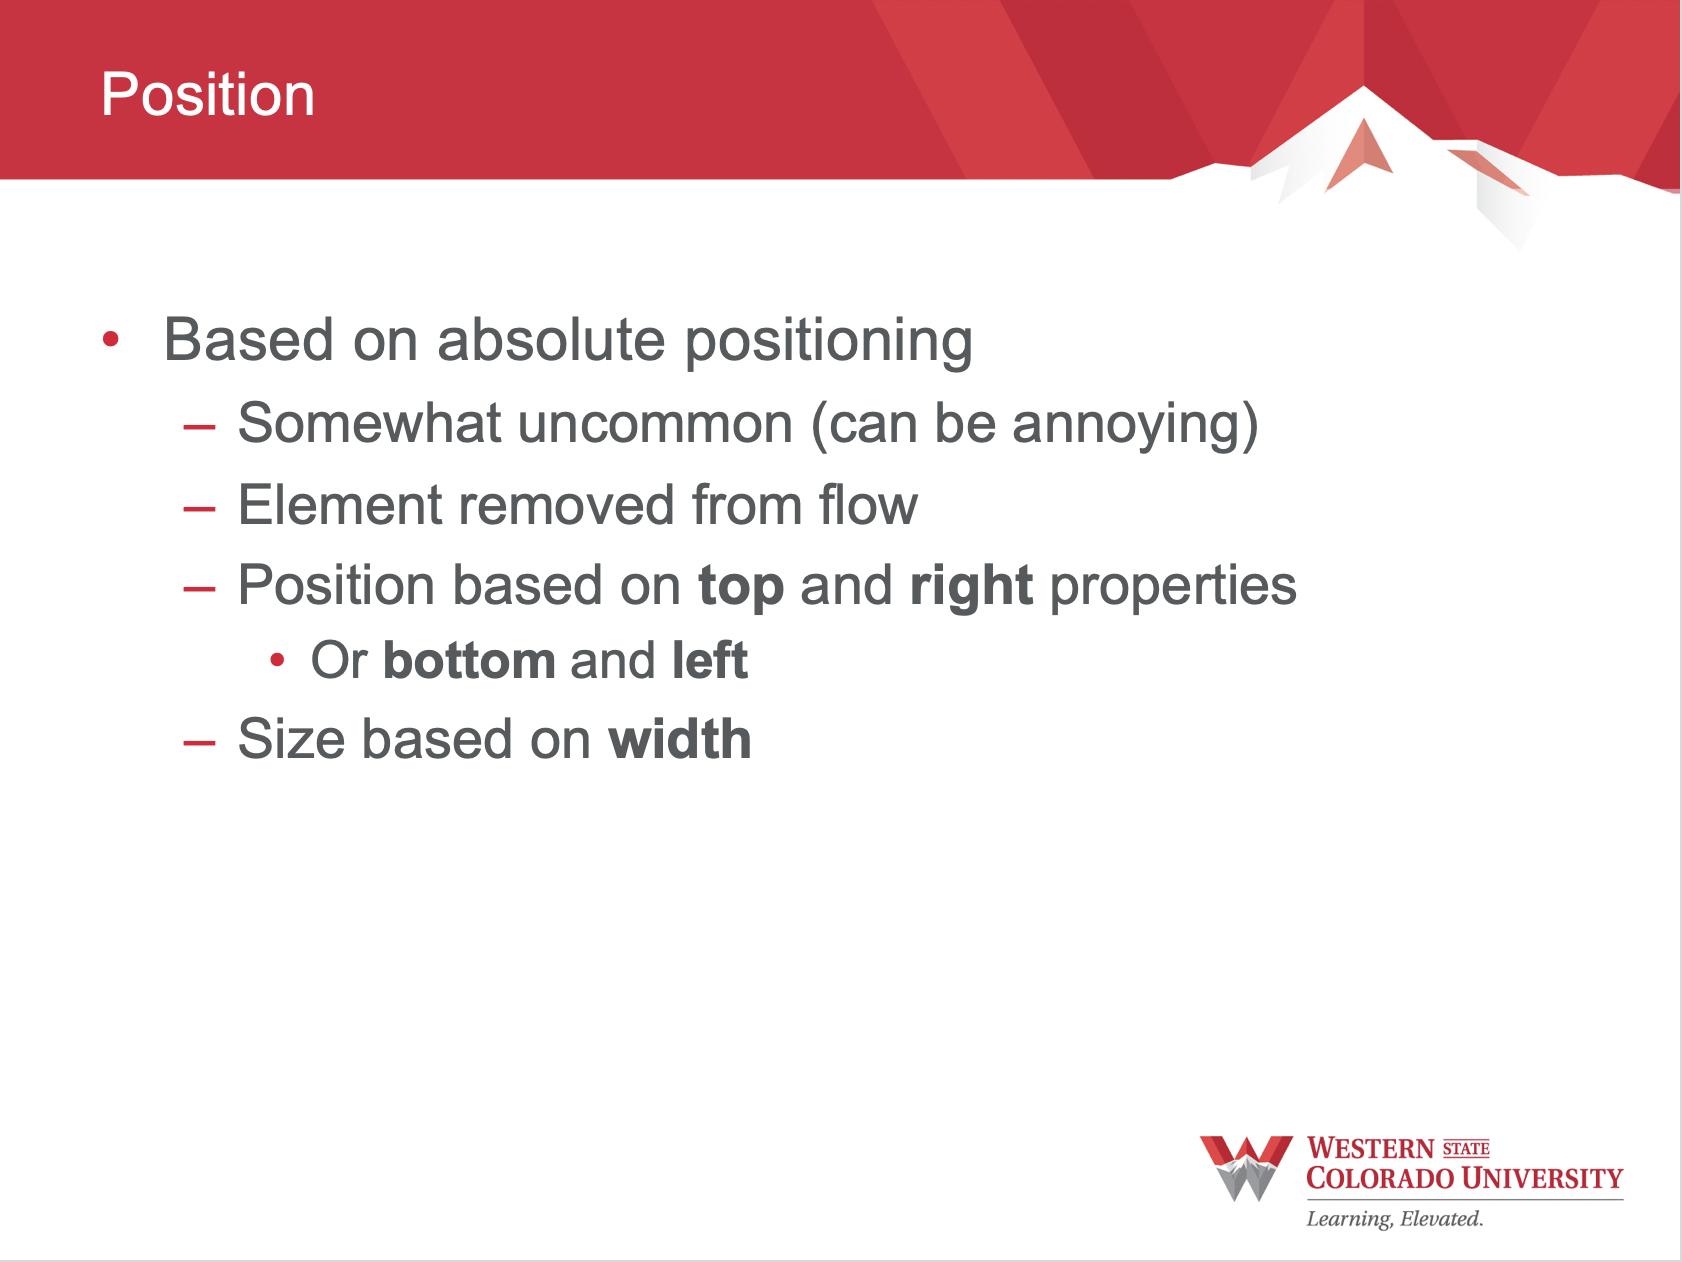 Position
• Based on absolute positioning
– Somewhat uncommon (can be annoying)
– Element removed from flow
– Position based on top and right properties
• Or bottom and left
– Size based on width
WESTERN STATE
COLORADO UNIVERSITY
Learning, Elevated.